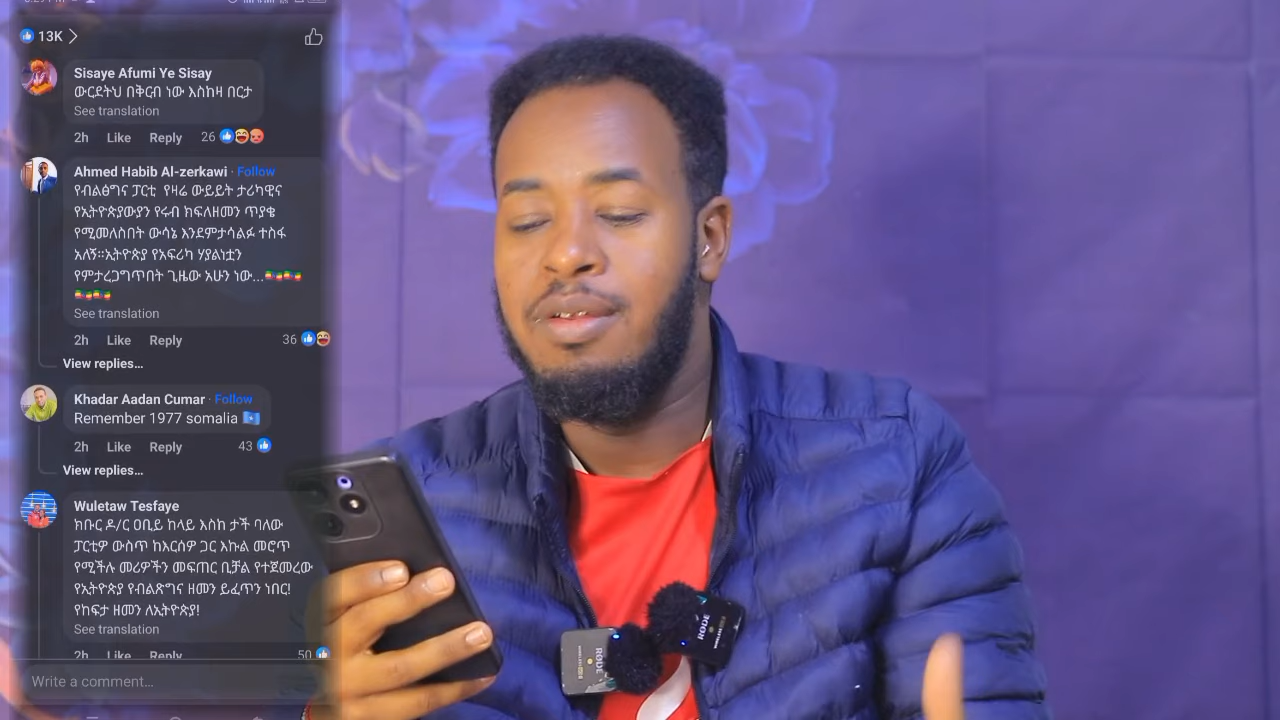 13K
Sisaye Afumi Ye Sisay
ውርደትህ በቅርብ ነው እስከዛ በርታ
See translation
2h Like Reply 26
Ahmed Habib Al-zerkawi · Follow
የብልፅግና ፓርቲ የዛሬ ውይይት ታሪካዊና
የኢትዮጵያውያን የሩብ ክፍለዘመን ጥያቄ
የሚመለስበት ውሳኔ እንደምታሳልፉ ተስፋ
አለኝ።ኢትዮጵያ የአፍሪካ ሃያልነቷን
የምታረጋግጥበት ጊዜው አሁን ነው...🇪🇹🇪🇹
🇪🇹🇪🇹
See translation
2h Like Reply 36
View replies...
Khadar Aadan Cumar · Follow
Remember 1977 somalia 🇸🇴
2h Like Reply 43
View replies...
Wuletaw Tesfaye
ክቡር ዶ/ር ዐቢይ ከላይ እስከ ታች ባለው
ፓርቲዎ ውስጥ ከእርሰዎ ጋር እኩል መሮጥ
የሚችሉ መሪዎችን መፍጠር ቢቻል የተጀመረው
የኢትዮጵያ የብልጽግና ዘመን ይፈጥን ነበር!
የከፍታ ዘመን ለኢትዮጵያ!
See translation
2h Like Reply 50
Write a comment...
RODE
RODE